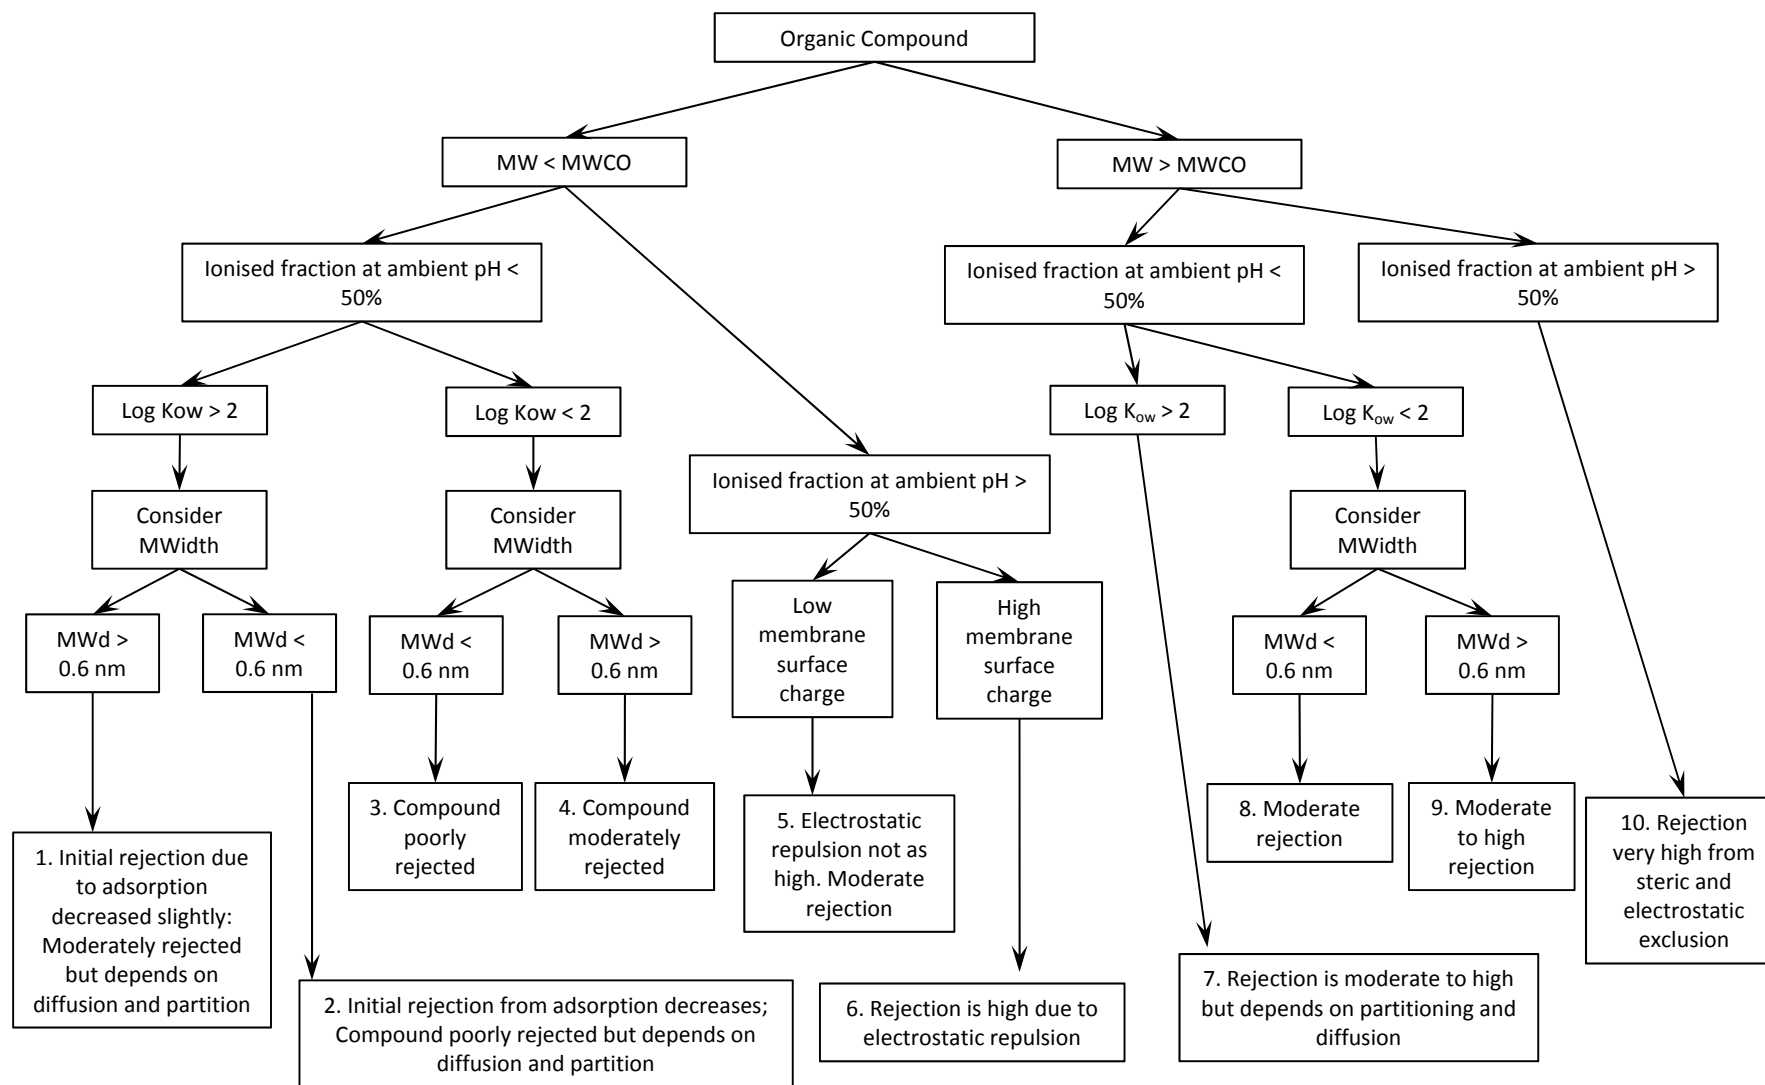 Organic Compound
MW < MWCO
MW > MWCO
Ionised fraction at ambient pH <
50%
Ionised fraction at ambient pH <
50%
Ionised fraction at ambient pH >
50%
Log Kow > 2
Log Kow < 2
Log Kow > 2
Log Kow < 2
Ionised fraction at ambient pH >
50%
Consider
MWidth
Consider
MWidth
Consider
MWidth
MWd >
0.6 nm
MWd <
0.6 nm
MWd <
0.6 nm
MWd >
0.6 nm
Low
membrane
surface
charge
High
membrane
surface
charge
MWd <
0.6 nm
MWd >
0.6 nm
1. Initial rejection due
to adsorption
decreased slightly:
Moderately rejected
but depends on
diffusion and partition
2. Initial rejection from adsorption decreases;
Compound poorly rejected but depends on
diffusion and partition
3. Compound
poorly
rejected
4. Compound
moderately
rejected
5. Electrostatic
repulsion not as
high. Moderate
rejection
6. Rejection is high due to
electrostatic repulsion
7. Rejection is moderate to high
but depends on partitioning and
diffusion
8. Moderate
rejection
9. Moderate
to high
rejection
10. Rejection
very high from
steric and
electrostatic
exclusion